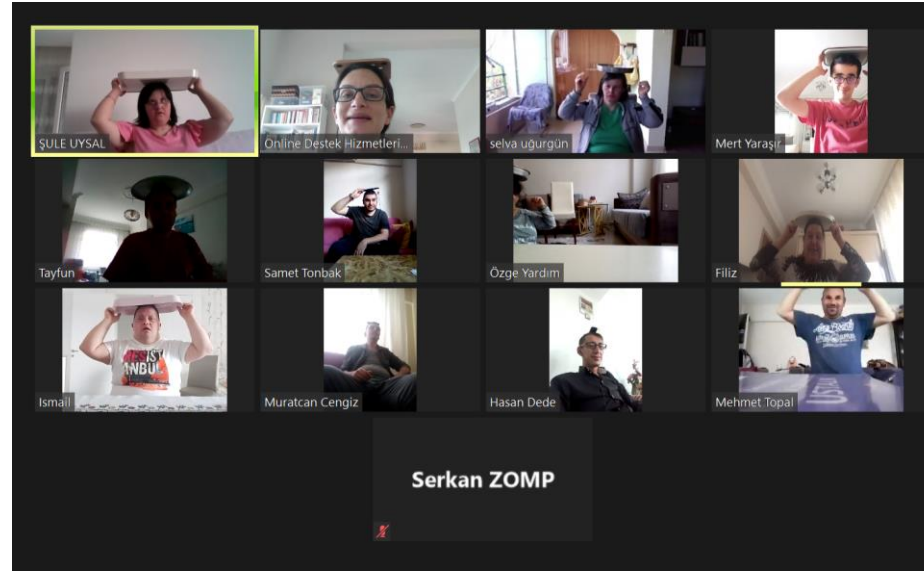 ŞULE UYSAL
Online Destek Hizmetleri...
selva uğurgün
Mert Yaraşır
Tayfun
Samet Tonbak
Özge Yardım
Filiz
Ismail
Muratcan Cengiz
Hasan Dede
Mehmet Topal
Serkan ZOMP